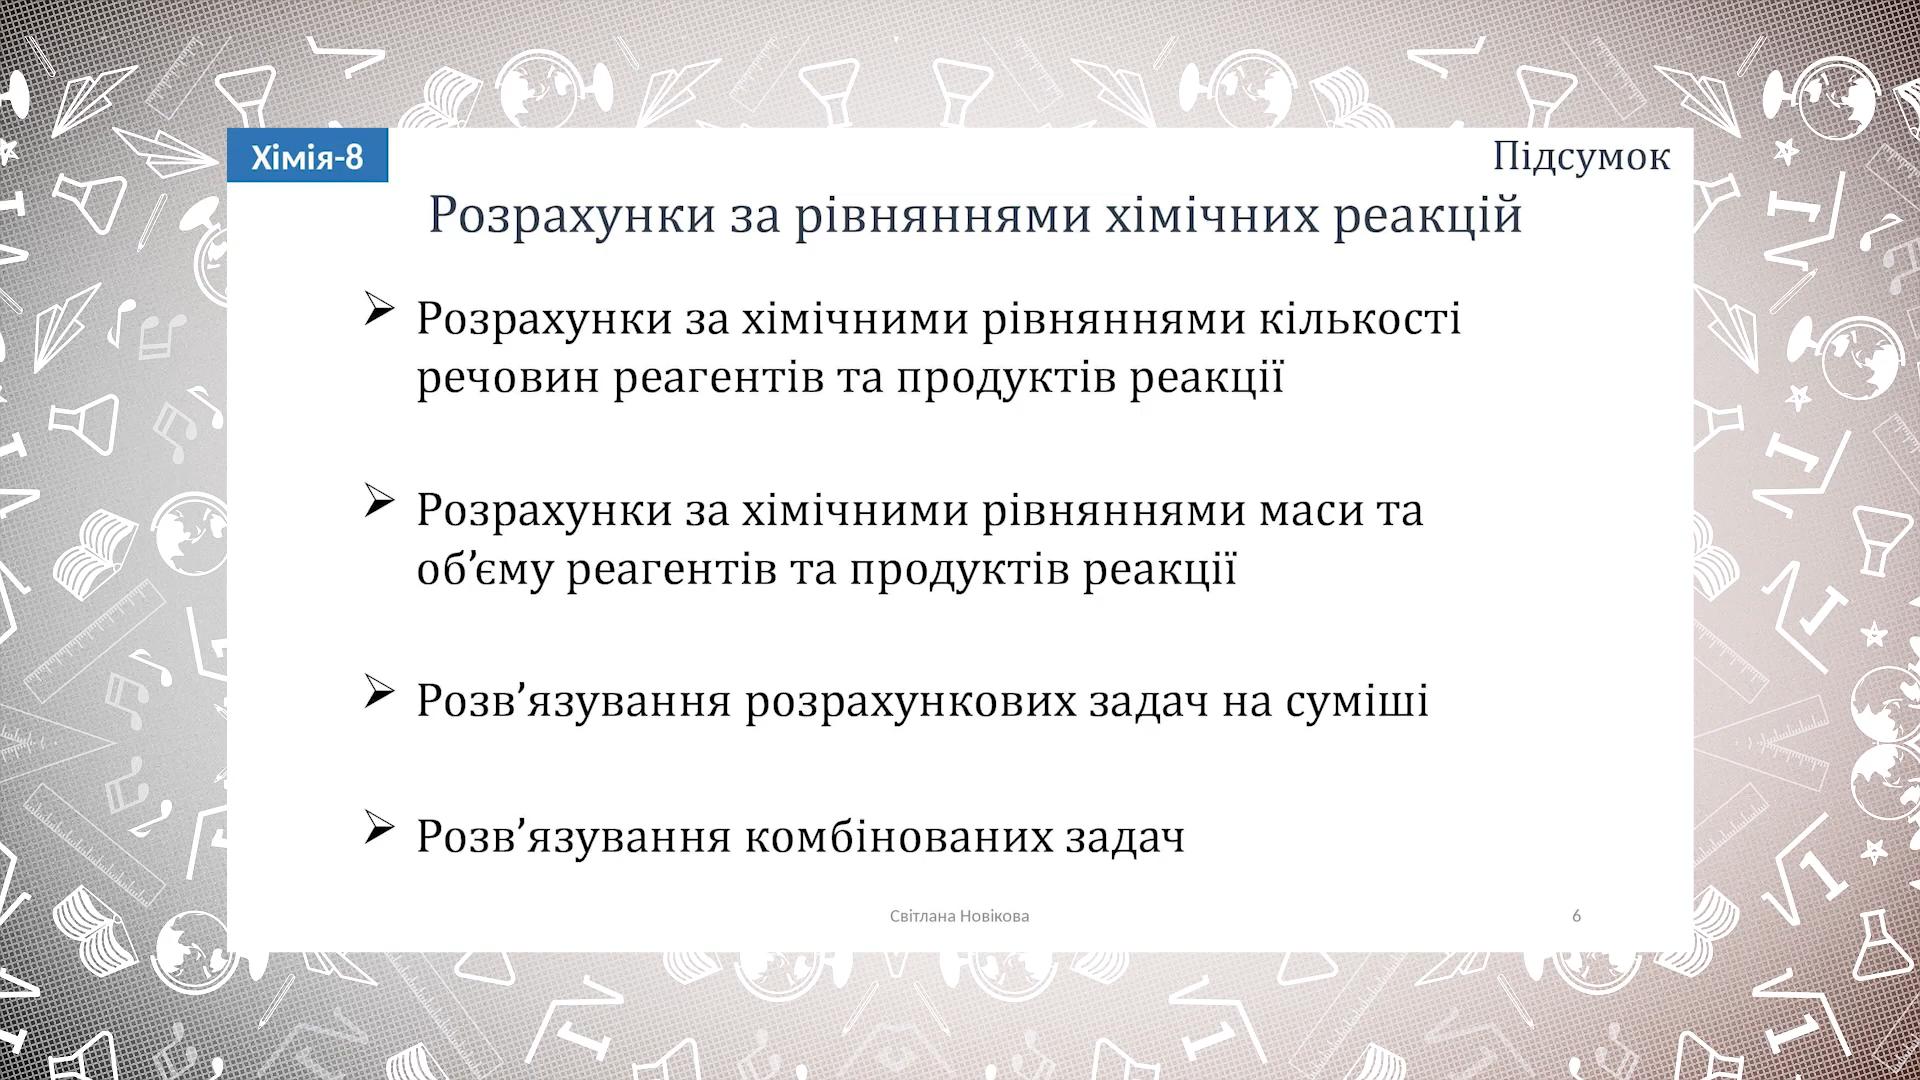 Хімія-8
Підсумок
Розрахунки за рівняннями хімічних реакцій
Розрахунки за хімічними рівняннями кількості
речовин реагентів та продуктів реакції
Розрахунки за хімічними рівняннями маси та
об’єму реагентів та продуктів реакції
Розв’язування розрахункових задач на суміші
Розв’язування комбінованих задач
Світлана Новікова
6